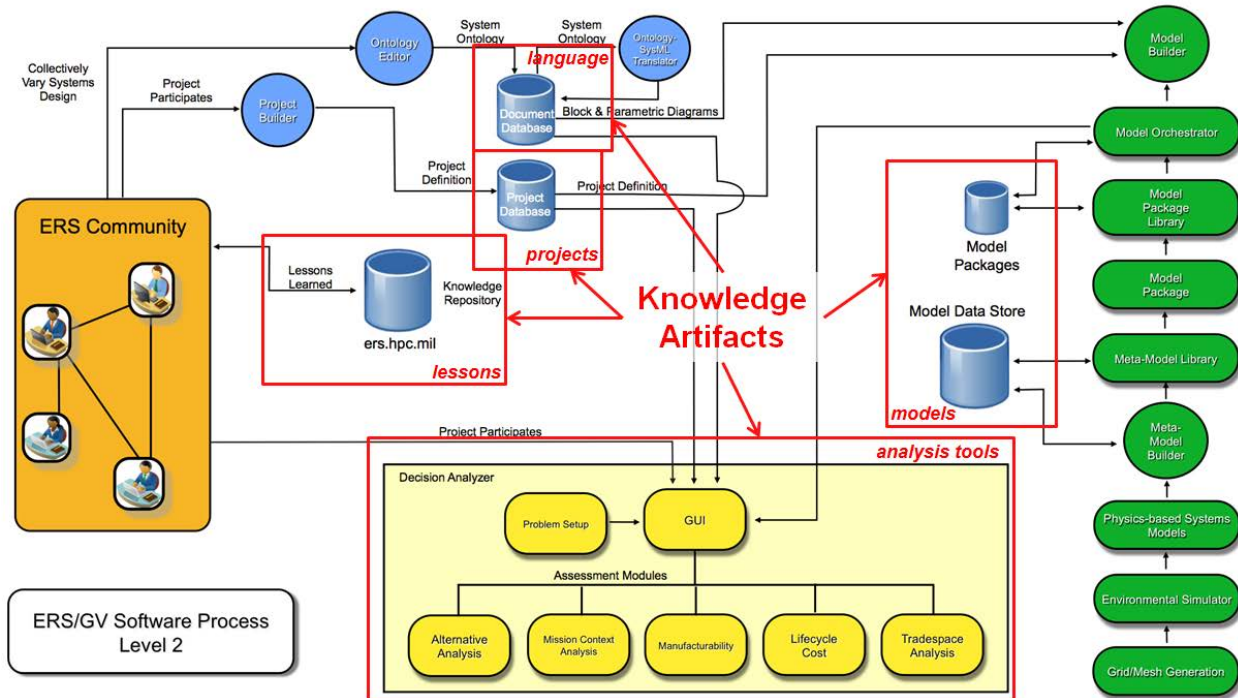 Collectively
Vary Systems
Design
Project
Participates
Ontology
Editor
System
Ontology
System
Ontology
Ontology-
SysML
Translator
language
Project
Builder
Document
Database
Block & Parametric Diagrams
Project
Definition
Project
Database
Project Definition
projects
Model
Builder
Model Orchestrator
Model
Package
Library
Model
Package
Meta-Model Library
Meta-
Model
Builder
Physics-based Systems
Models
Environmental Simulator
Grid/Mesh Generation
Model
Packages
Model Data Store
models
ERS Community
Lessons
Learned
Knowledge
Repository
ers.hpc.mil
lessons
Knowledge
Artifacts
Project Participates
analysis tools
Decision Analyzer
Problem Setup
GUI
Assessment Modules
Alternative
Analysis
Mission Context
Analysis
Manufacturability
Lifecycle
Cost
Tradespace
Analysis
ERS/GV Software Process
Level 2